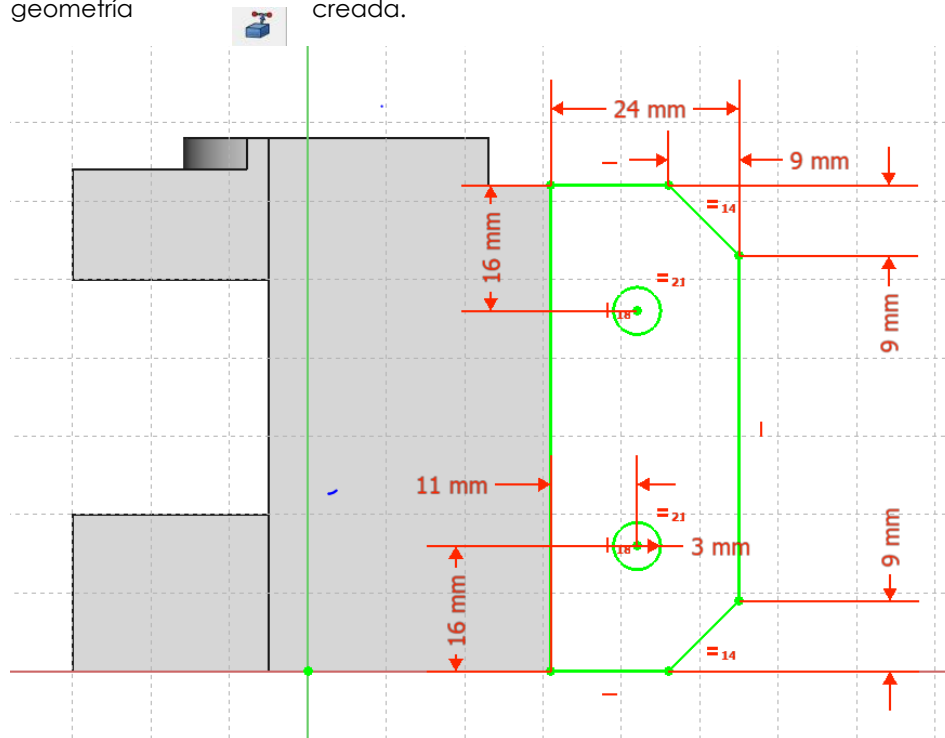 geometría creada.
24 mm
9 mm
= 14
16 mm
= 21
18
9 mm
11 mm
= 21
18
3 mm
9 mm
16 mm
= 14